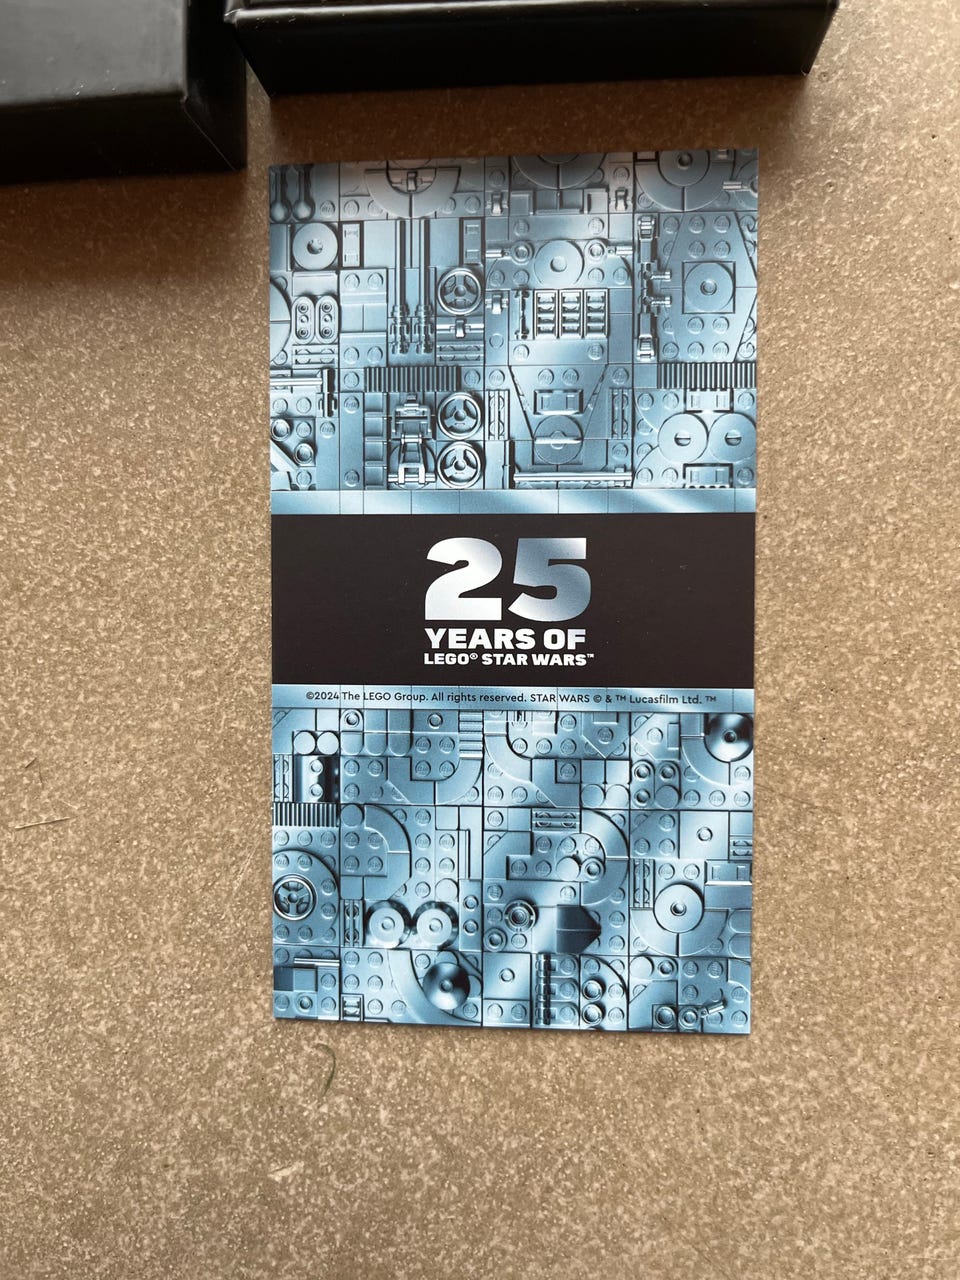 25
YEARS OF
LEGO® STAR WARS™
©2024 The LEGO Group. All rights reserved. STAR WARS © & ™ Lucasfilm Ltd. ™